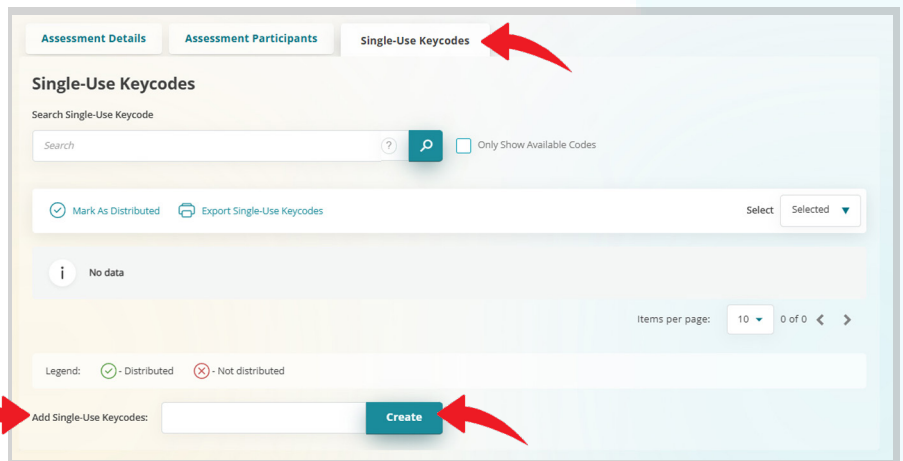 Assessment Details Assessment Participants Single-Use Keycodes
Single-Use Keycodes
Search Single-Use Keycode
Search ? Only Show Available Codes
Mark As Distributed Export Single-Use Keycodes Select Selected
i No data
Items per page: 10 0 of 0
Legend: - Distributed - Not distributed
Add Single-Use Keycodes: Create